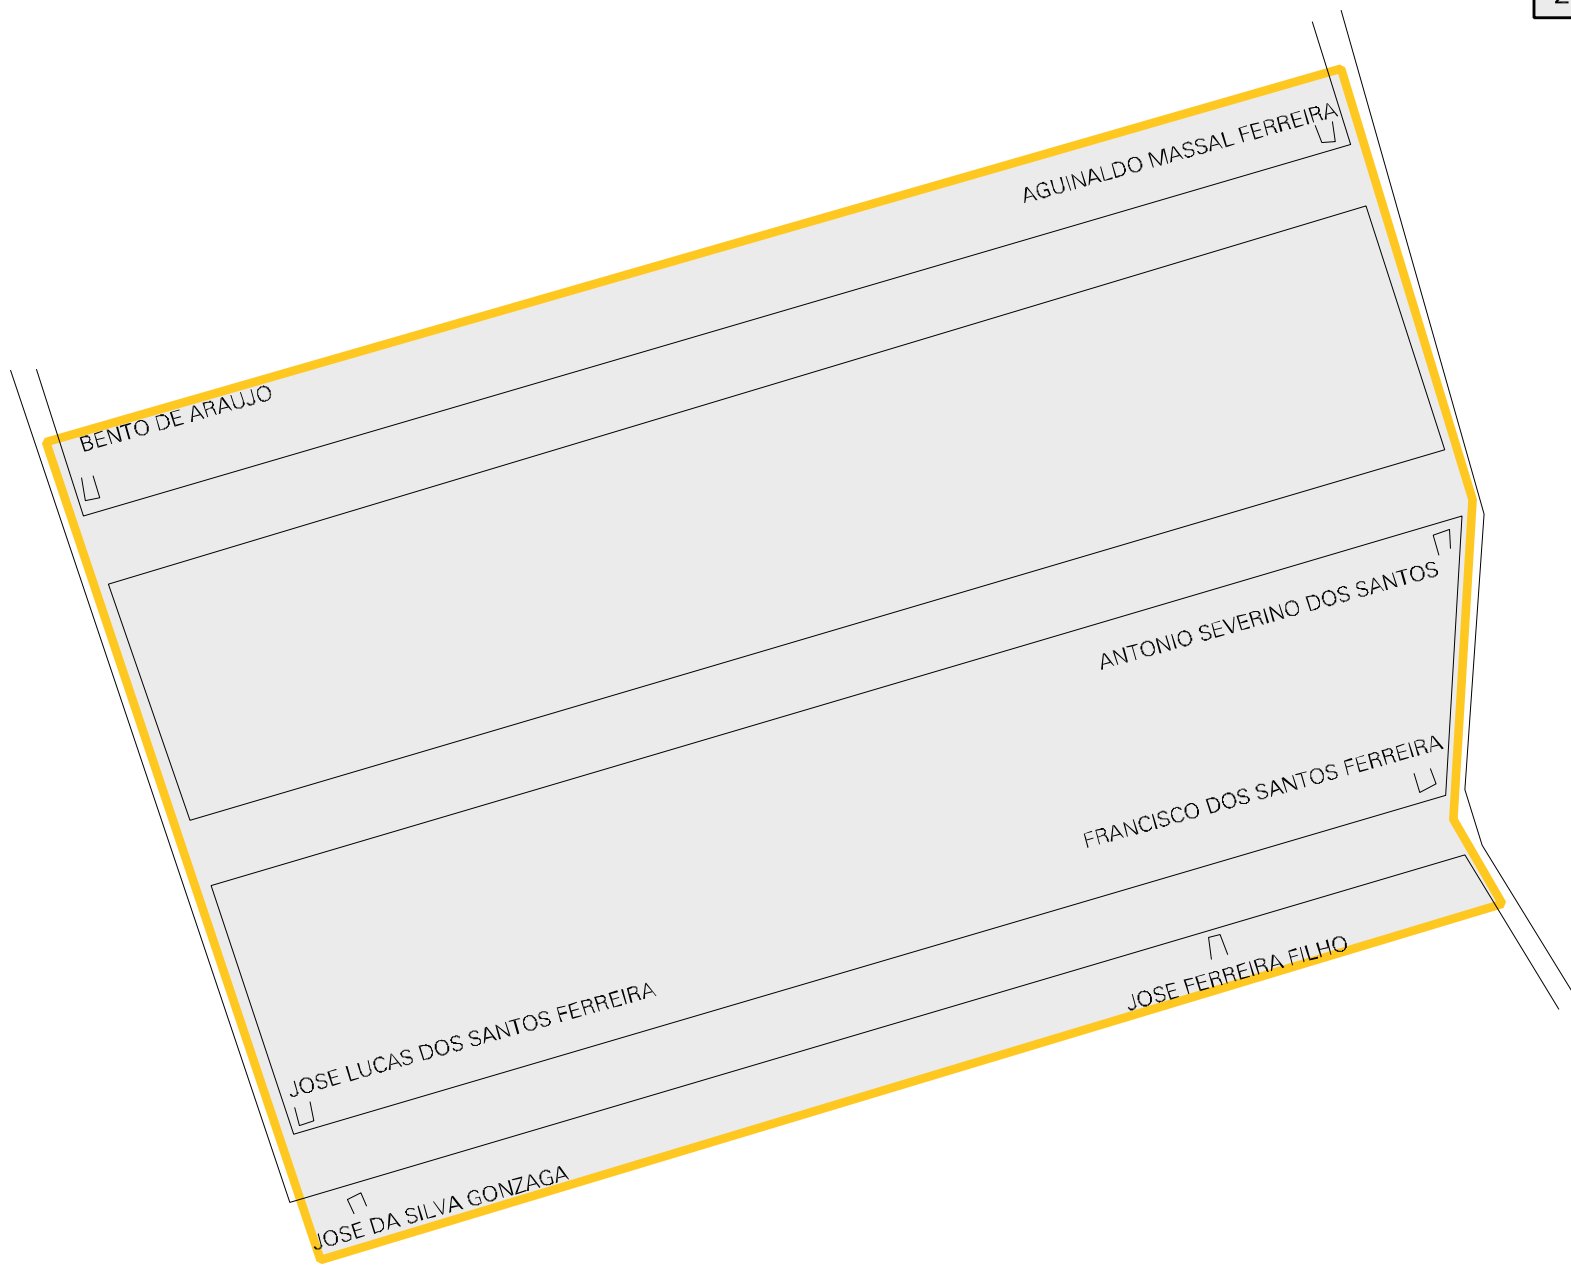 AGUINALDO MASSAL FERREIRA
BENTO DE ARAUJO
ANTONIO SEVERINO DOS SANTOS
FRANCISCO DOS SANTOS FERREIRA
JOSE LUCAS DOS SANTOS FERREIRA
JOSE FERREIRA FILHO
JOSE DA SILVA GONZAGA